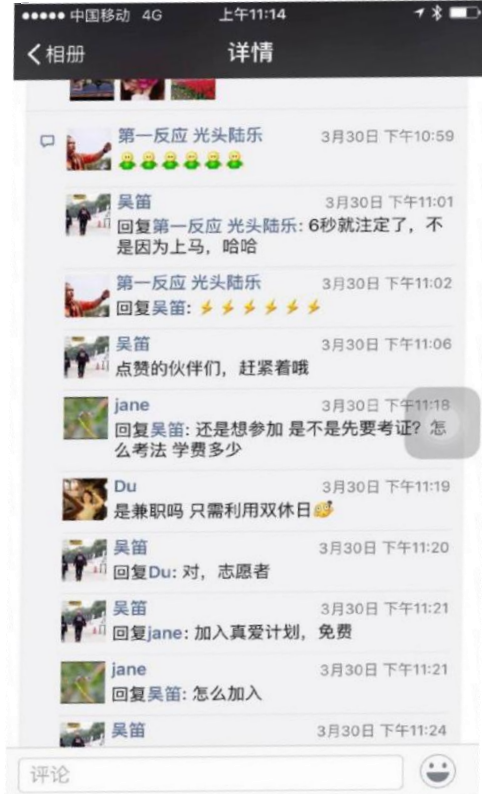 中国移动 4G 上午11:14
相册 详情
第一反应 光头陆乐 3月30日 下午10:59
吴笛 3月30日 下午11:01
回复第一反应 光头陆乐: 6秒就注定了，不
是因为上马，哈哈
第一反应 光头陆乐 3月30日 下午11:02
回复吴笛:
吴笛 3月30日 下午11:06
点赞的伙伴们，赶紧着哦
jane 3月30日 下午11:18
回复吴笛: 还是想参加 是不是先要考证？怎
么考法 学费多少
Du 3月30日 下午11:19
是兼职吗 只需利用双休日
吴笛 3月30日 下午11:20
回复Du: 对，志愿者
吴笛 3月30日 下午11:21
回复jane: 加入真爱计划，免费
jane 3月30日 下午11:21
回复吴笛: 怎么加入
吴笛 3月30日 下午11:24
评论